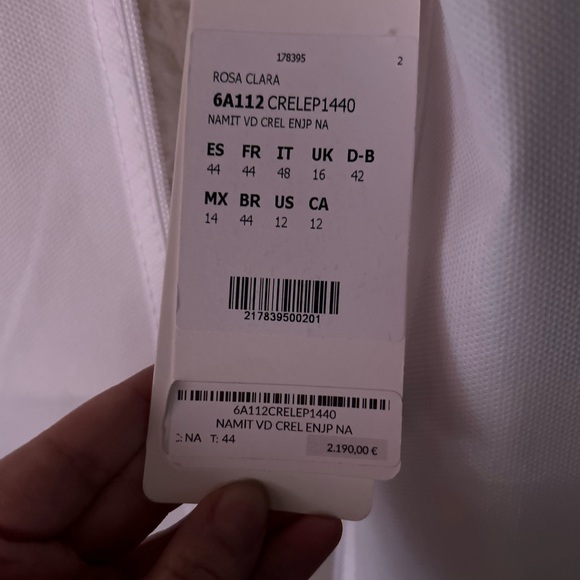 178395 2
ROSA CLARA
6A112 CRELEP1440
NAMIT VD CREL ENJP NA
ES FR IT UK D-B
44 44 48 16 42
MX BR US CA
14 44 12 12
217839500201
6A112CRELEP1440
NAMIT VD CREL ENJP NA
: NA T: 44 2.190,00 €